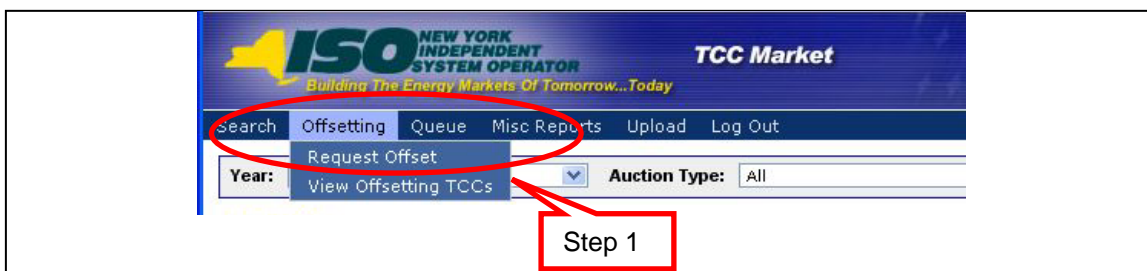 ISO NEW YORK
INDEPENDENT
SYSTEM OPERATOR
TCC Market
Building The Energy Markets Of Tomorrow...Today
Search Offsetting Queue Misc Reports Upload Log Out
Request Offset
View Offsetting TCCs
Year: Auction Type: All
Step 1